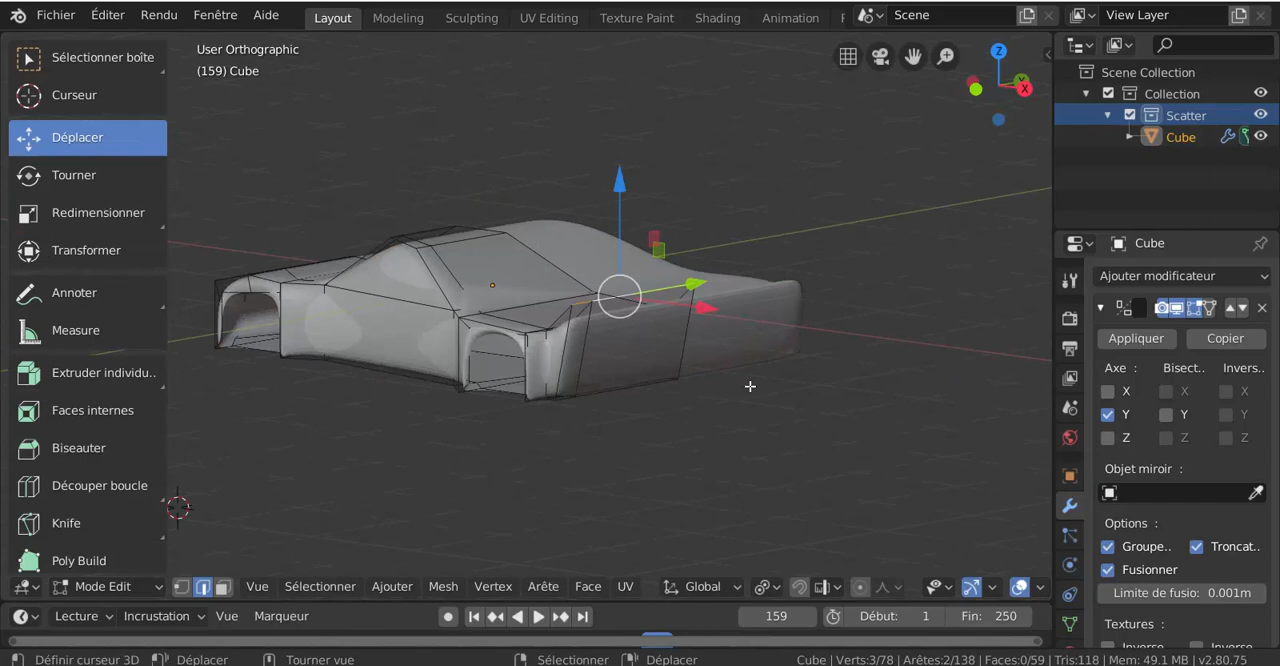 Fichier Éditer Rendu Fenêtre Aide Layout Modeling Sculpting UV Editing Texture Paint Shading Animation Scene View Layer
User Orthographic
(159) Cube
Sélectionner boîte
Curseur
Déplacer
Tourner
Redimensionner
Transformer
Annoter
Measure
Extruder individu..
Faces internes
Biseauter
Découper boucle
Knife
Poly Build
Z
X
Scene Collection
Collection
Scatter
Cube
Cube
Ajouter modificateur
Appliquer Copier
Axe : Bisect.. Invers..
X X X
Y Y Y
Z Z Z
Objet miroir :
Options :
Groupe.. Troncat..
Fusionner
Limite de fusio: 0.001m
Textures :
Mode Edit Vue Sélectionner Ajouter Mesh Vertex Arête Face UV Global
Lecture Incrustation Vue Marqueur 159 Début: 1 Fin: 250
Définir curseur 3D Déplacer Tourner vue Sélectionner Déplacer Cube | Verts:3/78 | Arêtes:2/138 | Faces:0/59 | Tris:118 | Mem: 49.1 MB | v2.80.75